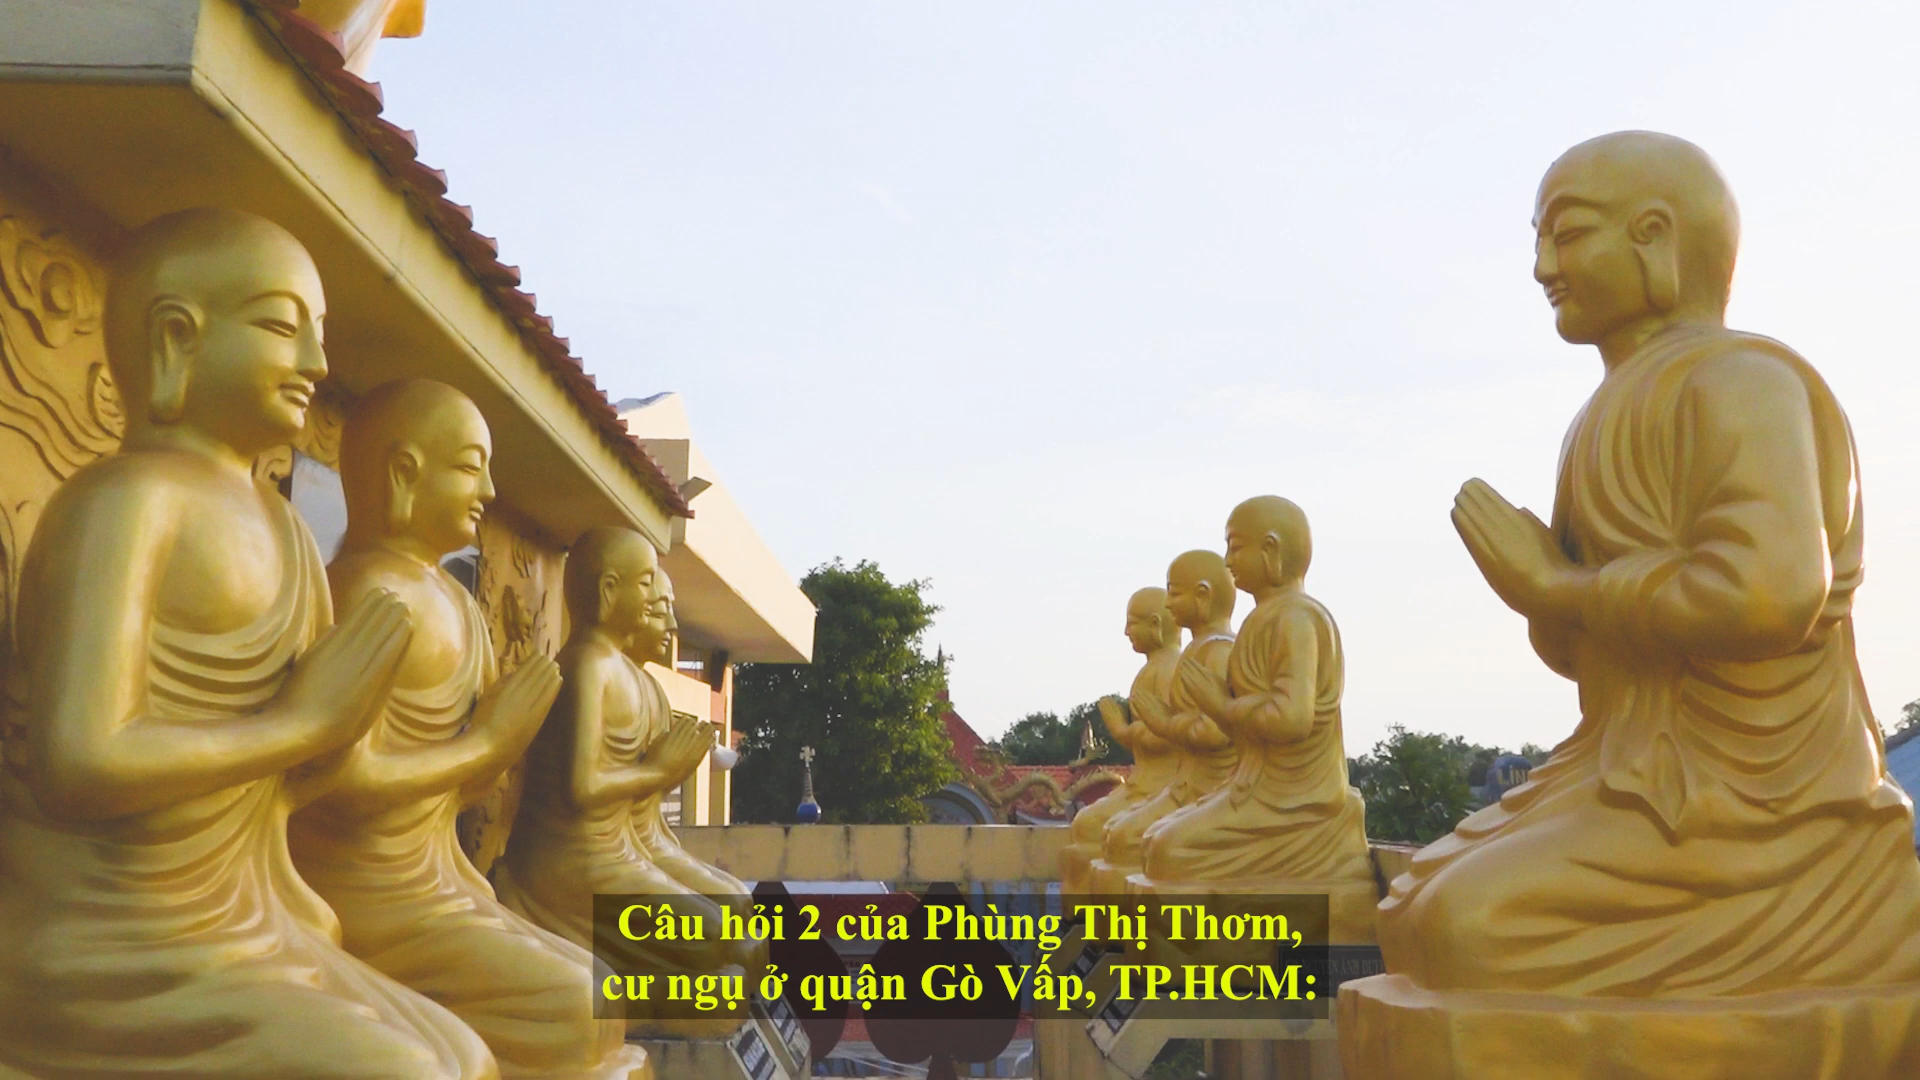 Câu hỏi 2 của Phùng Thị Thơm,
cư ngụ ở quận Gò Vấp, TP.HCM: